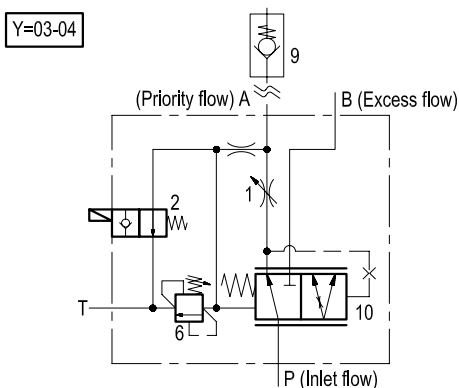 Y=03-04
9
(Priority flow) A
B (Excess flow)
1
2
T
6
10
P (Inlet flow)